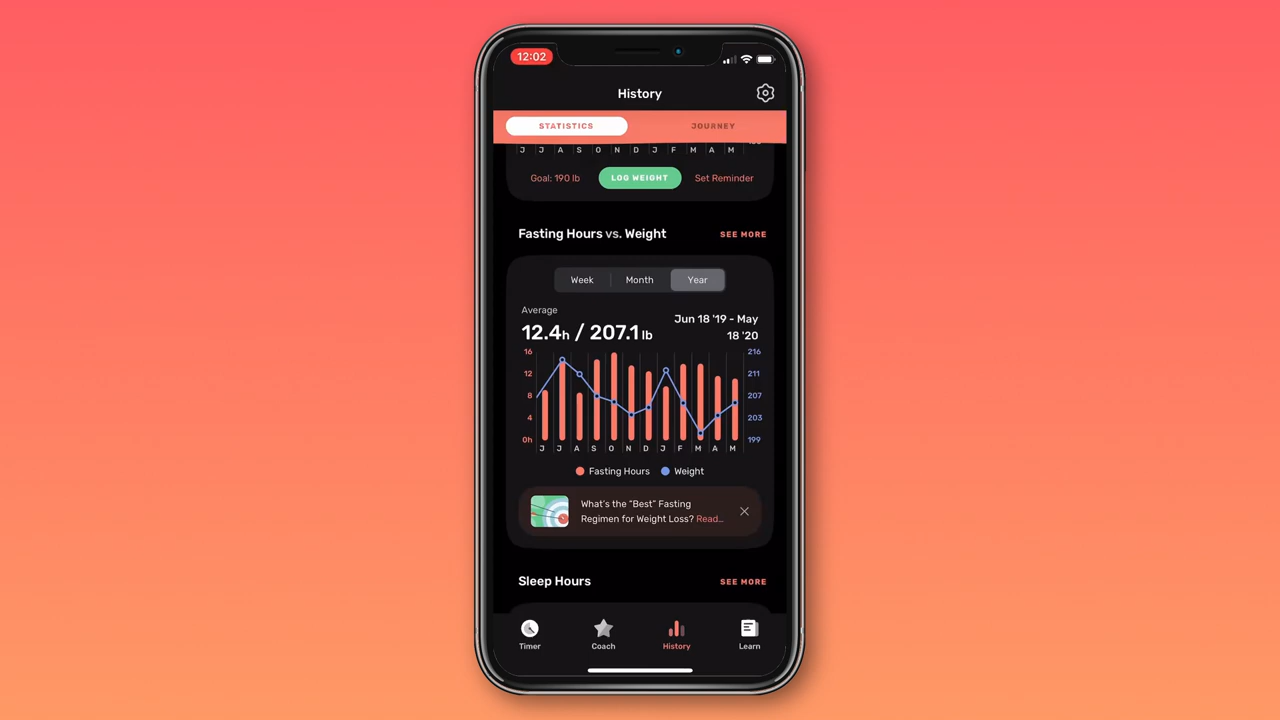 12:02
History
STATISTICS JOURNEY
J J A S O N D J F M A M
Goal: 190 lb LOG WEIGHT Set Reminder
Fasting Hours vs. Weight SEE MORE
Week Month Year
Average
12.4h / 207.1 lb
Jun 18 '19 - May
18 '20
16 216
12 211
8 207
4 203
0h 199
J J A S O N D J F M A M
Fasting Hours Weight
What's the “Best” Fasting
Regimen for Weight Loss? Read...
Sleep Hours SEE MORE
Timer Coach History Learn